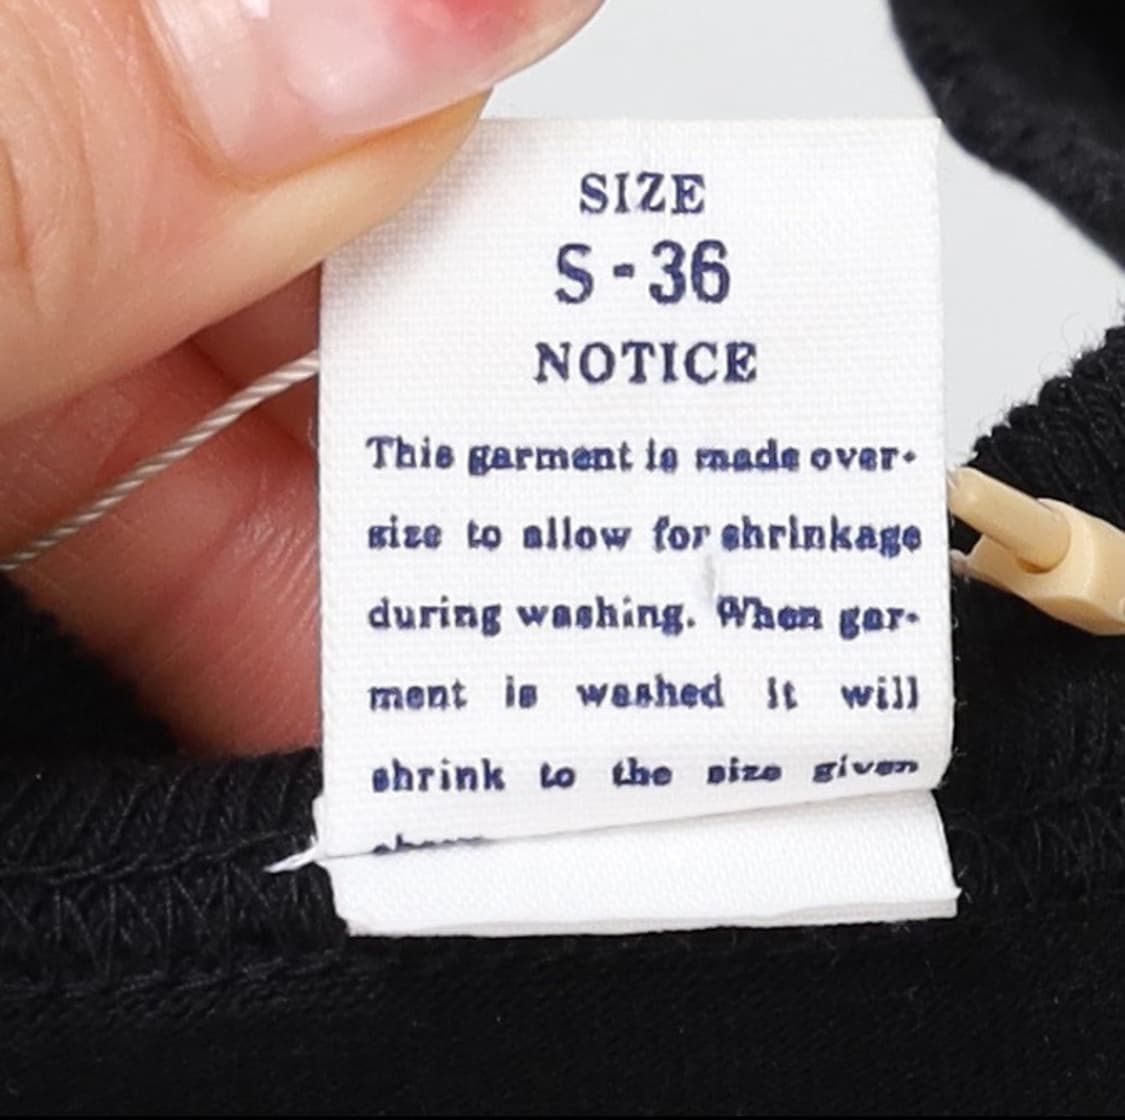 SIZE
S-36
NOTICE
This garment is made over-
size to allow for shrinkage
during washing. When gar-
ment is washed it will
shrink to the size given